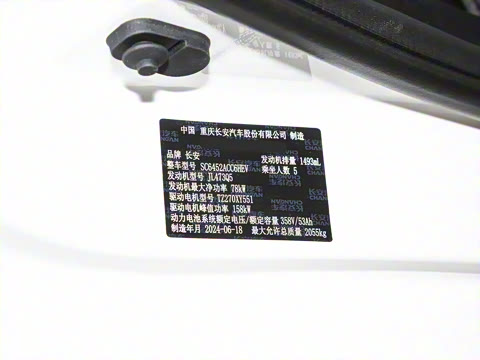 中国 重庆长安汽车股份有限公司 制造
品牌 长安 发动机排量 1493mL
整车型号 SC6452ACC6HEV 乘坐人数 5
发动机型号 JL473Q5
发动机最大净功率 78kW
驱动电机型号 TZ270XY55I
驱动电机峰值功率 158kW
动力电池系统额定电压/额定容量 358V/53Ah
制造年月 2024-06-18 最大允许总质量 2055kg